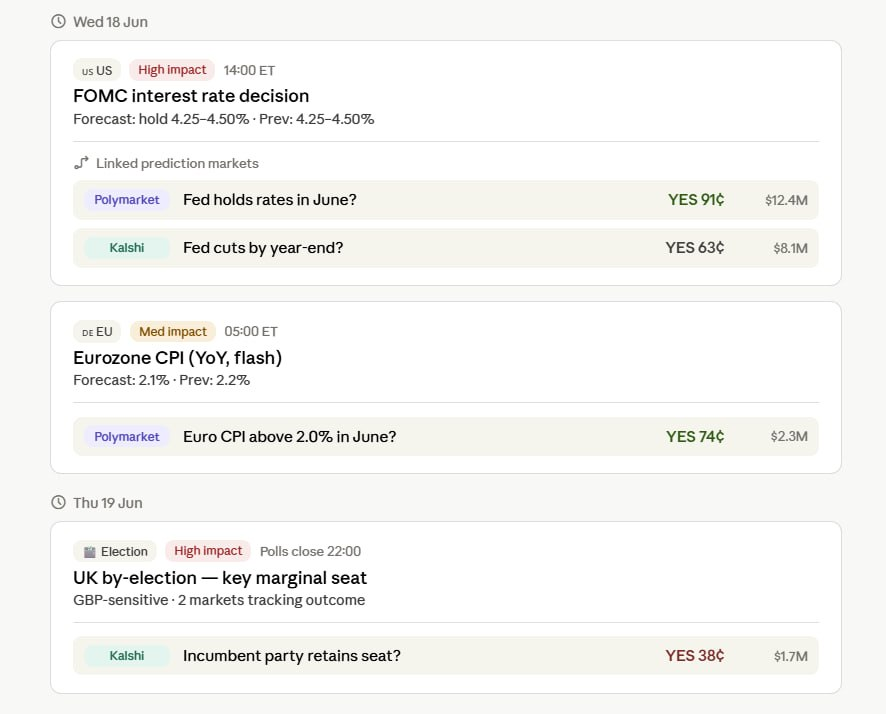 Wed 18 Jun
US US High impact 14:00 ET
FOMC interest rate decision
Forecast: hold 4.25–4.50% · Prev: 4.25–4.50%
Linked prediction markets
Polymarket Fed holds rates in June? YES 91¢ $12.4M
Kalshi Fed cuts by year-end? YES 63¢ $8.1M
DE EU Med impact 05:00 ET
Eurozone CPI (YoY, flash)
Forecast: 2.1% · Prev: 2.2%
Polymarket Euro CPI above 2.0% in June? YES 74¢ $2.3M
Thu 19 Jun
Election High impact Polls close 22:00
UK by-election — key marginal seat
GBP-sensitive · 2 markets tracking outcome
Kalshi Incumbent party retains seat? YES 38¢ $1.7M